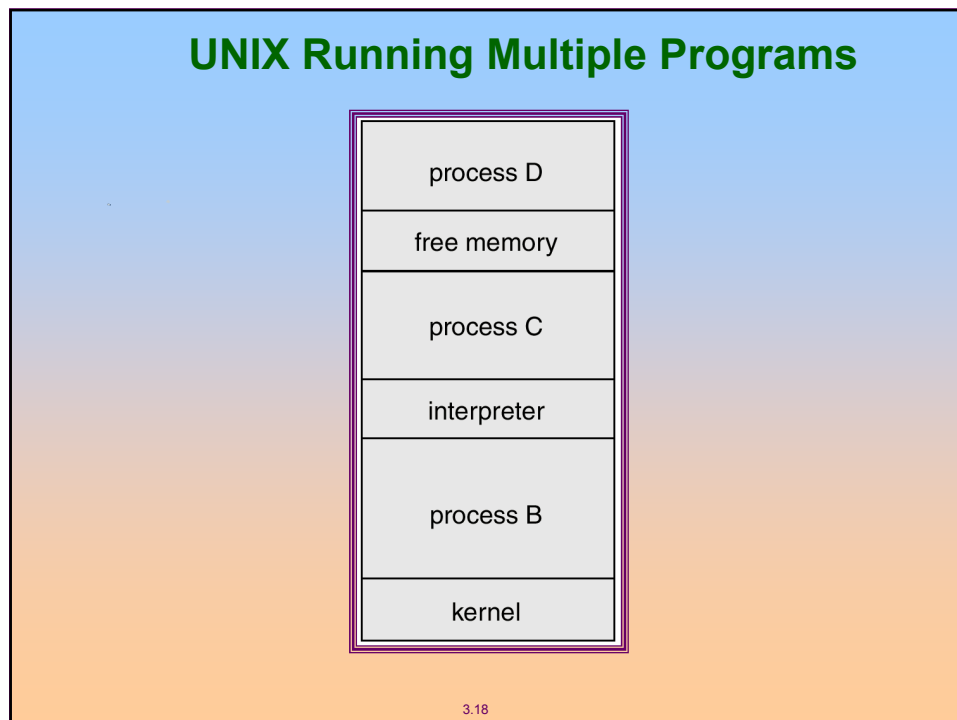 UNIX Running Multiple Programs
process D
free memory
process C
interpreter
process B
kernel
3.18